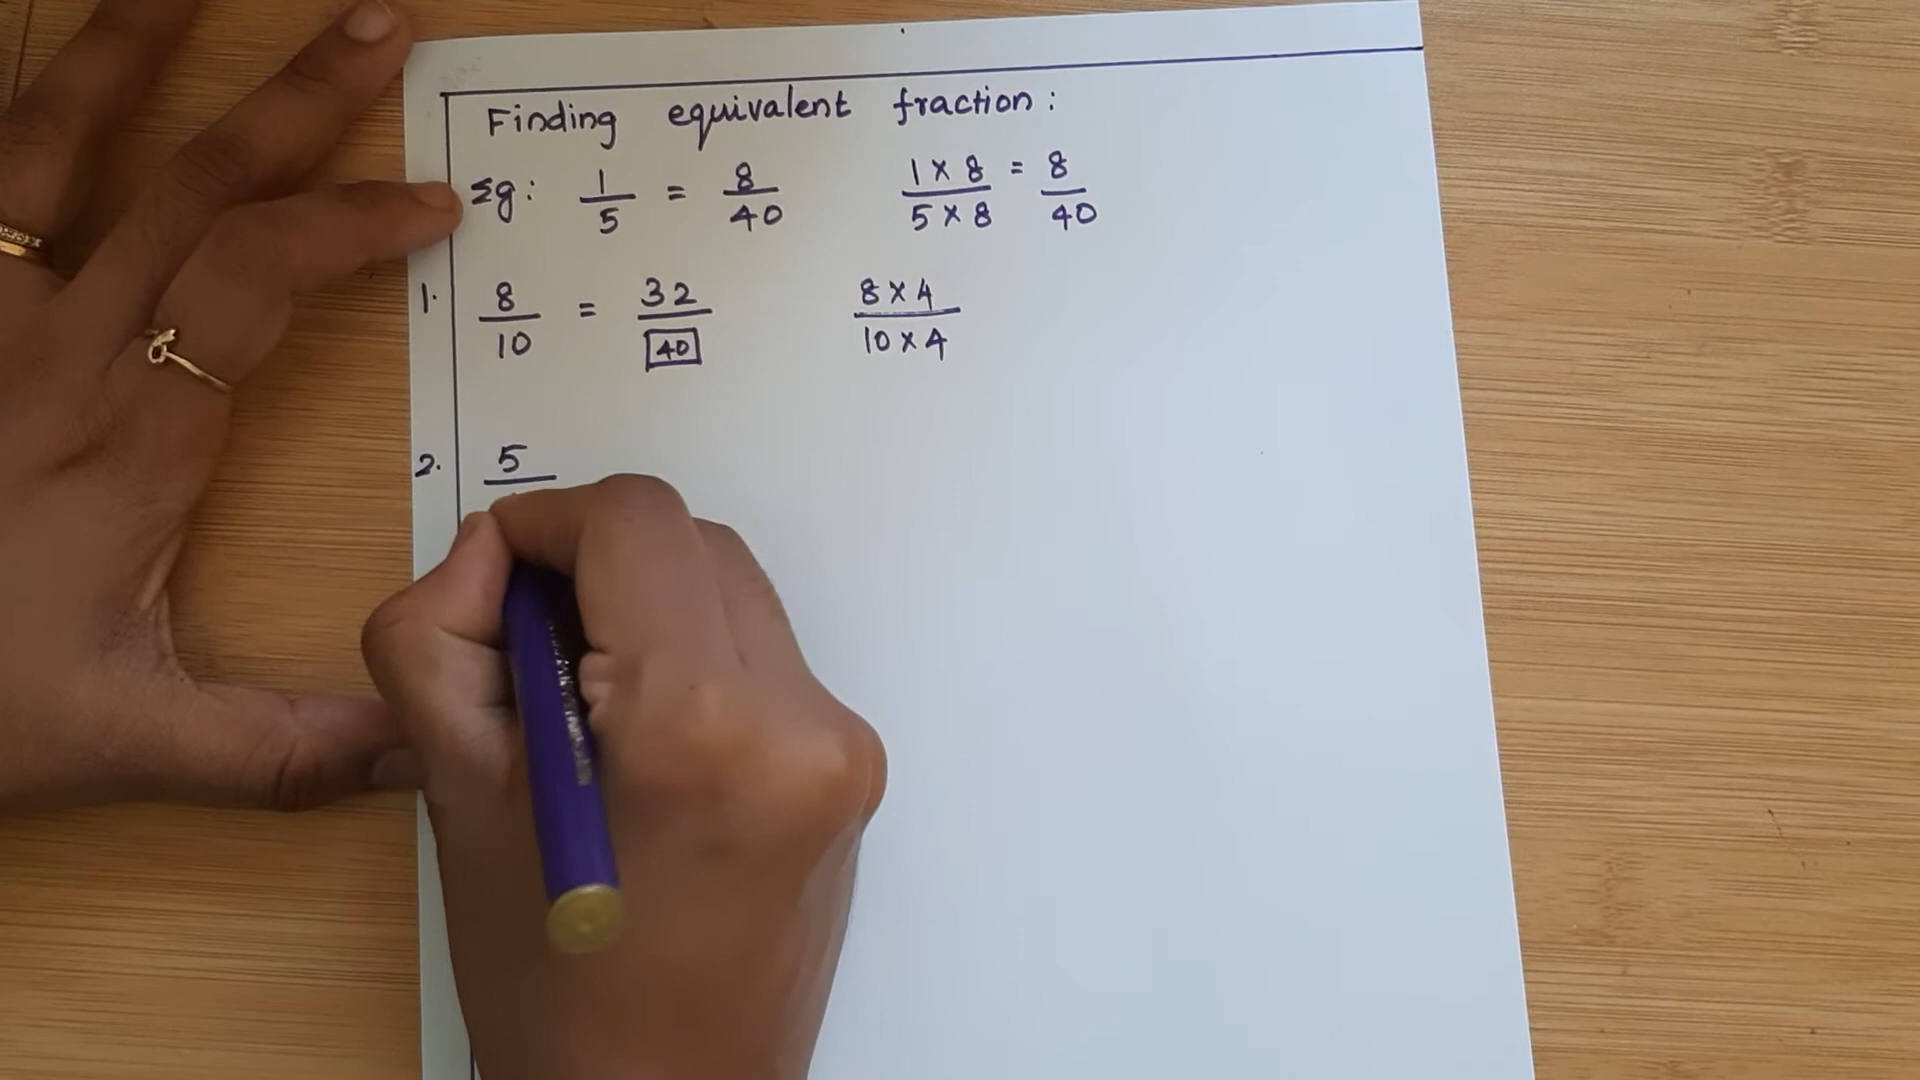 Finding equivalent fraction :
Eg: 1/5 = 8/40 1 × 8 / 5 × 8 = 8/40
1. 8/10 = 32/40 8 × 4 / 10 × 4
2. 5